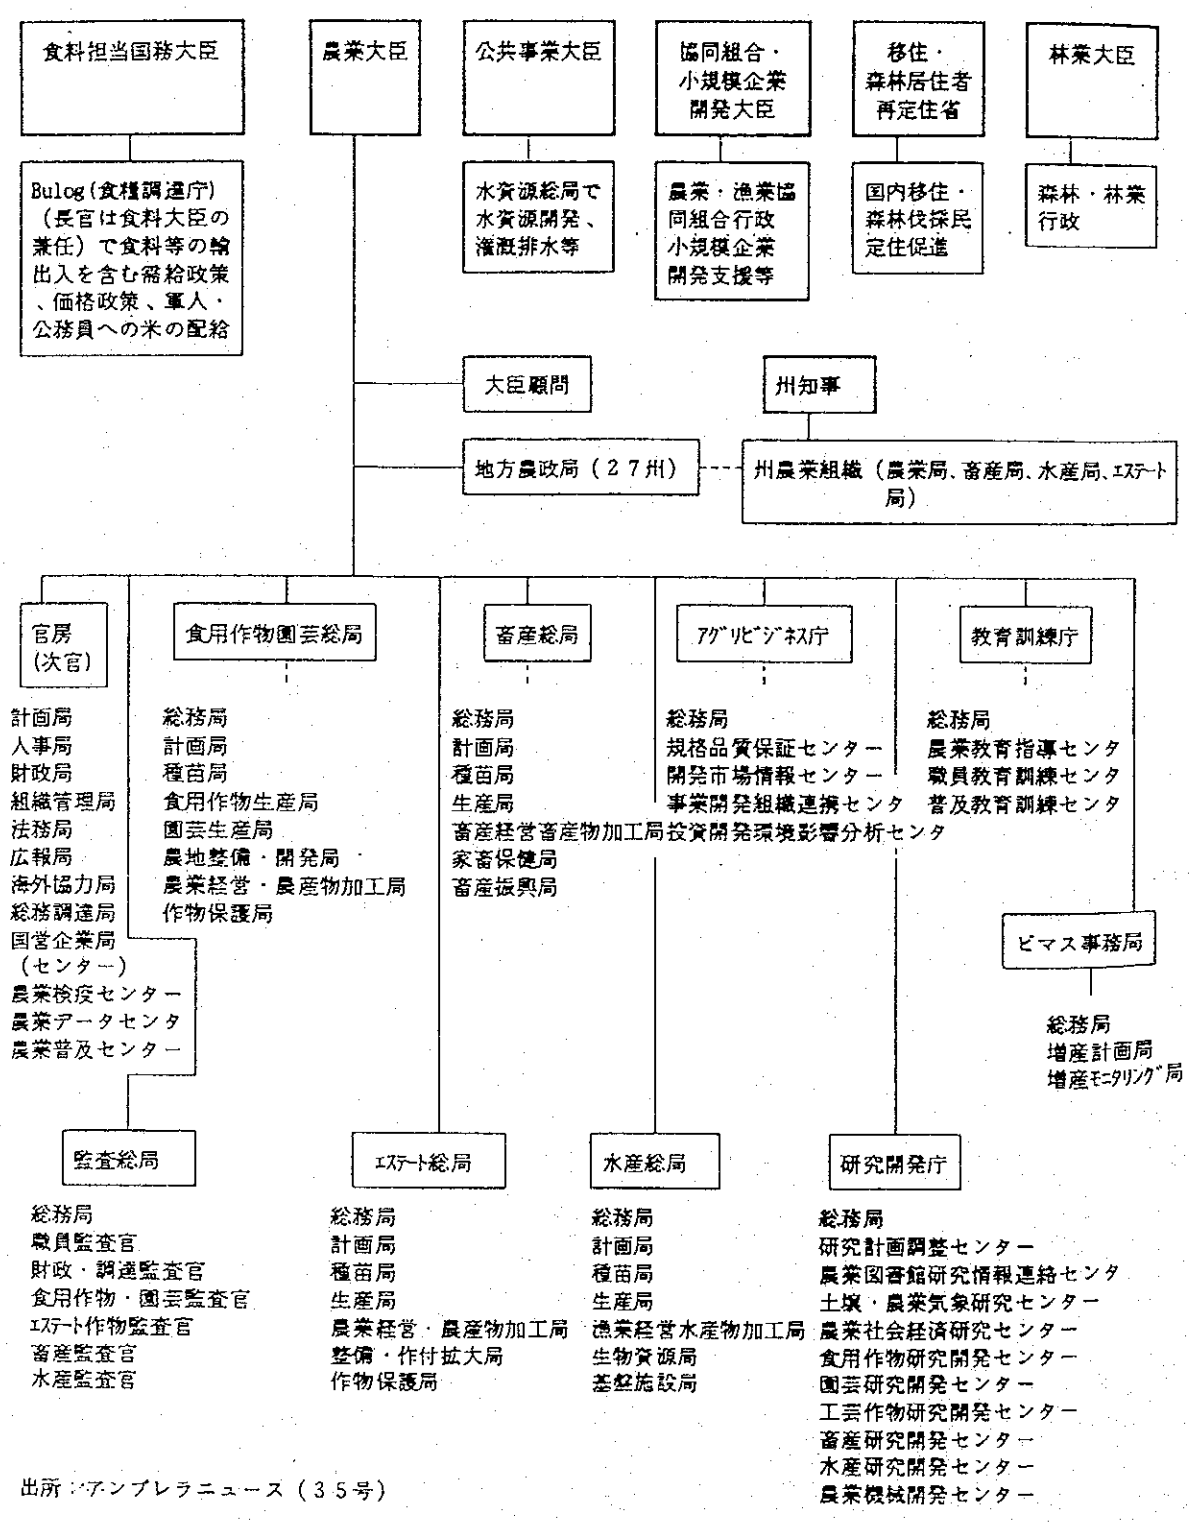 食料担当国務大臣
農業大臣
公共事業大臣
協同組合・
小規模企業
開発大臣
移住・
森林居住者
再定住省
林業大臣
Bulog(食糧調達庁)
(長官は食料大臣の
兼任)で食料等の輸
出入を含む需給政策
、価格政策、軍人・
公務員への米の配給
水資源総局で
水資源開発、
灌漑排水等
農業・漁業協
同組合行政
小規模企業
開発支援等
国内移住・
森林伐採民
定住促進
森林・林業
行政
大臣顧問
州知事
地方農政局(27州)
州農業組織(農業局、畜産局、水産局、エステート
局)
官房
(次官)
計画局
人事局
財政局
組織管理局
法務局
広報局
海外協力局
総務調達局
国営企業局
(センター)
農業検疫センター
農業データセンタ
農業普及センター
食用作物園芸総局
総務局
計画局
種苗局
食用作物生産局
園芸生産局
農地整備・開発局
農業経営・農産物加工局
作物保護局
畜産総局
総務局
計画局
種苗局
生産局
畜産経営畜産物加工局
家畜保健局
畜産振興局
アグリビジネス庁
総務局
規格品質保証センター
開発市場情報センター
事業開発組織連携センタ
投資開発環境影響分析センタ
教育訓練庁
総務局
農業教育指導センタ
職員教育訓練センタ
普及教育訓練センタ
ビマス事務局
総務局
増産計画局
増産モニタリング局
監査総局
総務局
職員監査官
財政・調達監査官
食用作物・園芸監査官
エステート作物監査官
畜産監査官
水産監査官
エステート総局
総務局
計画局
種苗局
生産局
農業経営・農産物加工局
整備・作付拡大局
作物保護局
水産総局
総務局
計画局
種苗局
生産局
漁業経営水産物加工局
生物資源局
基盤施設局
研究開発庁
総務局
研究計画調整センター
農業図書館研究情報連絡センタ
土壌・農業気象研究センター
農業社会経済研究センター
食用作物研究開発センター
園芸研究開発センター
工芸作物研究開発センター
畜産研究開発センター
水産研究開発センター
農業機械開発センター
出所:アンブレラニュース(35号)